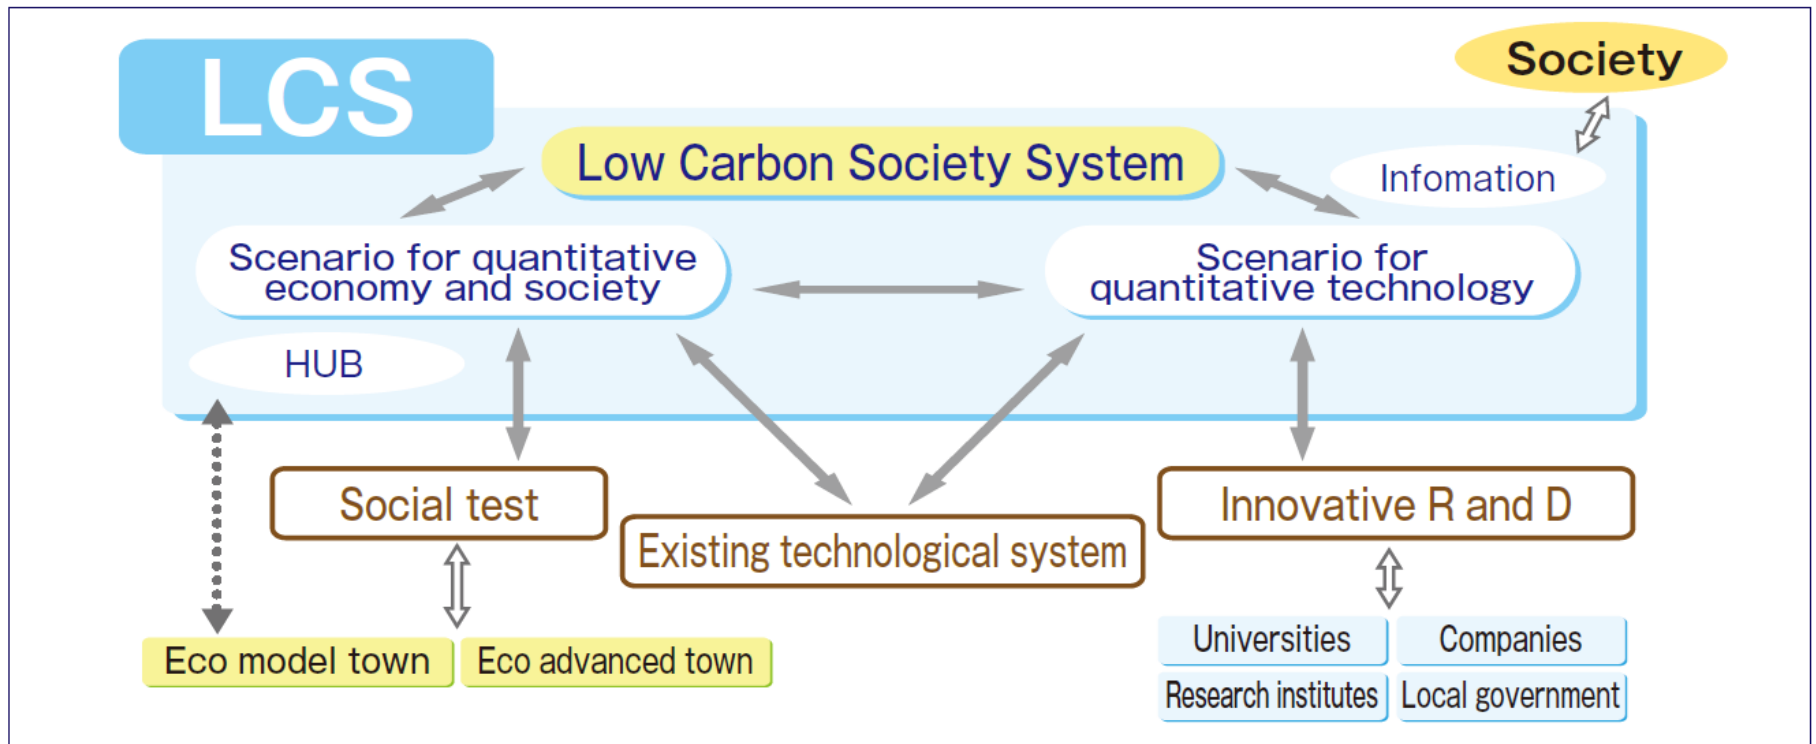 LCS
Society
Low Carbon Society System
Infomation
Scenario for quantitative
economy and society
Scenario for
quantitative technology
HUB
Social test
Existing technological system
Innovative R and D
Eco model town
Eco advanced town
Universities
Companies
Research institutes
Local government